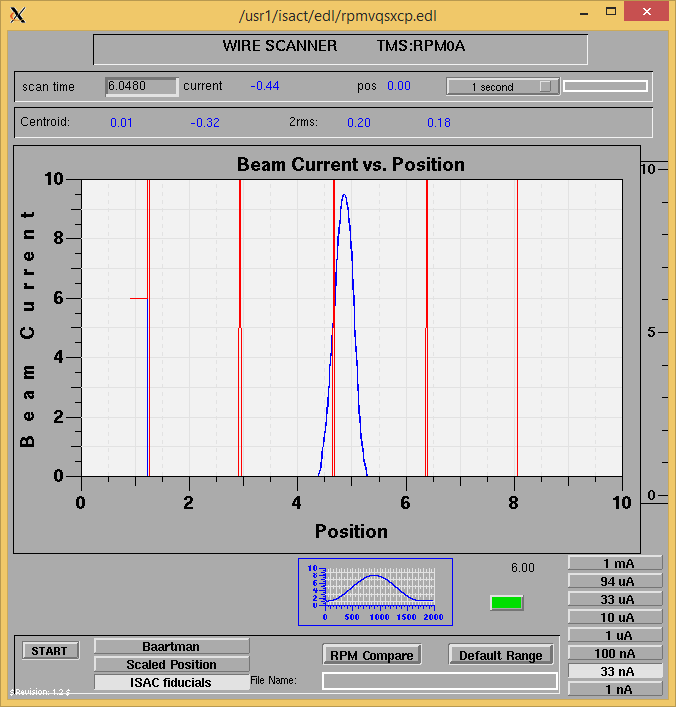 /usr1/isact/edl/rpmvqsxcp.edl
WIRE SCANNER TMS:RPM0A
scan time 6.0480 current -0.44 pos 0.00 1 second
Centroid: 0.01 -0.32 2rms: 0.20 0.18
Beam Current vs. Position
10
8
6
4
2
0
Beam Current
0 2 4 6 8 10
Position
10
5
0
10
8
6
4
2
0
0 500 1000 1500 2000
6.00
1 mA
94 uA
33 uA
10 uA
1 uA
100 nA
33 nA
1 nA
START
Baartman
Scaled Position
ISAC fiducials
RPM Compare
Default Range
File Name:
$Revision: 1.2 $